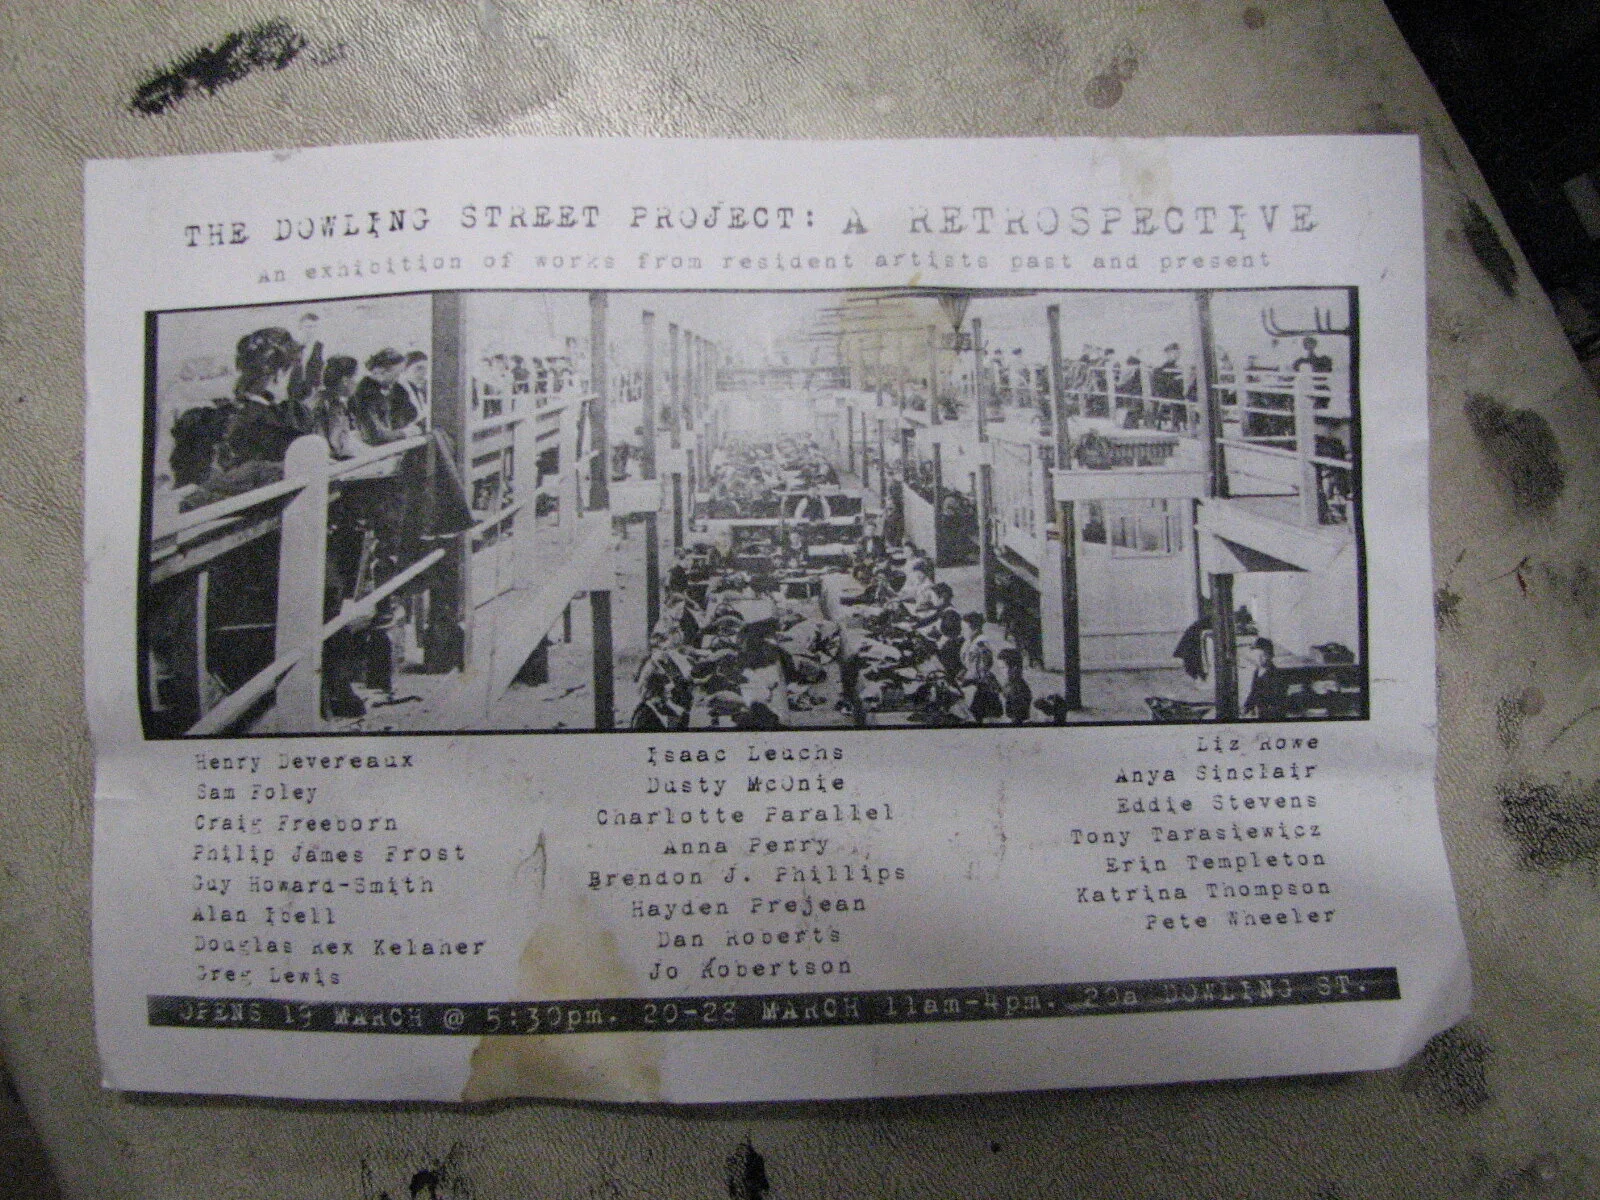 THE DOWLING STREET PROJECT: A RETROSPECTIVE
An exhibition of works from resident artists past and present
Henry Devereaux
Sam Foley
Craig Freeborn
Philip James Frost
Guy Howard-Smith
Alan Ibell
Douglas Rex Kelaher
Greg Lewis
Isaac Leuchs
Dusty McOnie
Charlotte Parallel
Anna Perry
Brendon J. Phillips
Hayden Prejean
Dan Roberts
Jo Robertson
Liz Rowe
Anya Sinclair
Eddie Stevens
Tony Tarasiewicz
Erin Templeton
Katrina Thompson
Pete Wheeler
OPENS 19 MARCH @ 5:30pm. 20-28 MARCH 11am-4pm. 20a DOWLING ST.